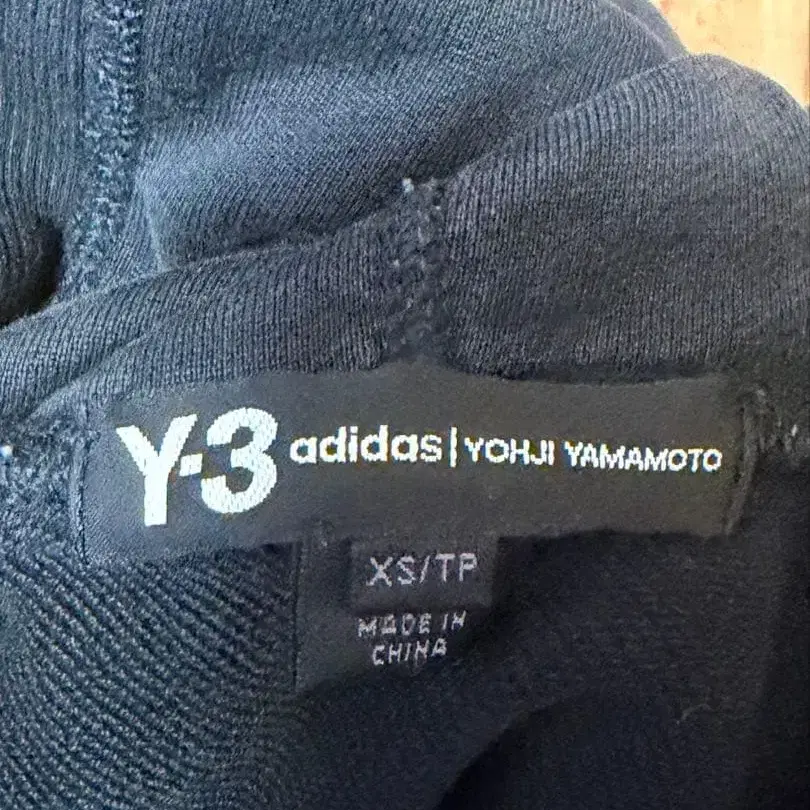 Y-3 adidas | YOHJI YAMAMOTO
XS/TP
MADE IN
CHINA